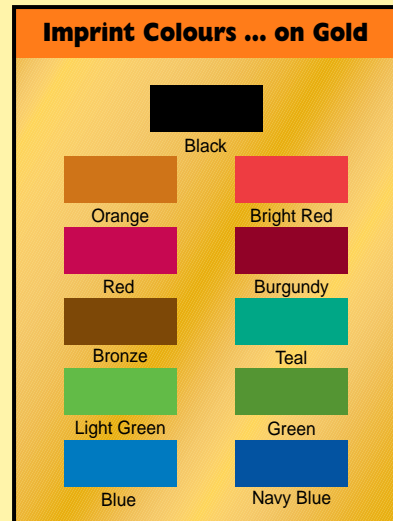 Imprint Colours ... on Gold
Black
Orange
Bright Red
Red
Burgundy
Bronze
Teal
Light Green
Green
Blue
Navy Blue